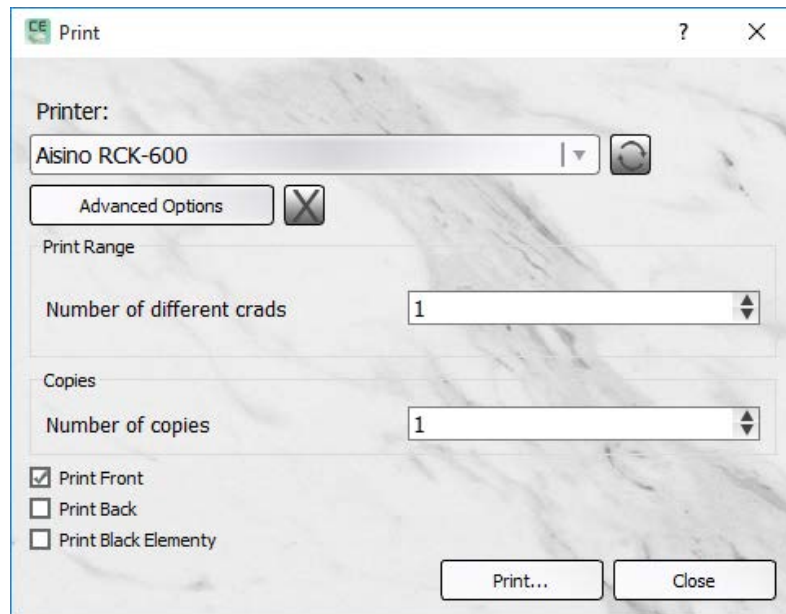 CE Print ?
Printer:
Aisino RCK-600
Advanced Options X
Print Range
Number of different crads 1
Copies
Number of copies 1
Print Front
Print Back
Print Black Elementy
Print... Close